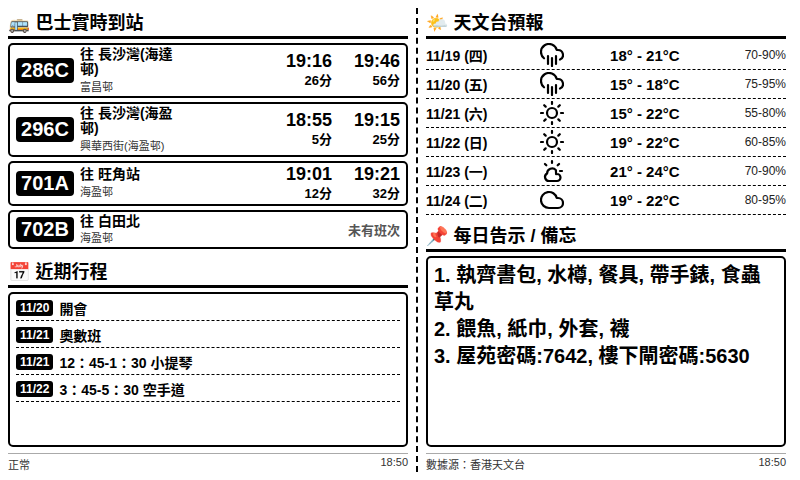 巴士實時到站
286C
往 長沙灣(海達
邨)
富昌邨
19:16 19:46
26分 56分
296C
往 長沙灣(海盈
邨)
興華西街(海盈邨)
18:55 19:15
5分 25分
701A
往 旺角站
海盈邨
19:01 19:21
12分 32分
702B
往 白田北
海盈邨
未有班次
近期行程
11/20 開會
11/21 奧數班
11/21 12：45-1：30 小提琴
11/22 3：45-5：30 空手道
正常 18:50
天文台預報
11/19 (四) 18° - 21°C 70-90%
11/20 (五) 15° - 18°C 75-95%
11/21 (六) 15° - 22°C 55-80%
11/22 (日) 19° - 22°C 60-85%
11/23 (一) 21° - 24°C 70-90%
11/24 (二) 19° - 22°C 80-95%
每日告示 / 備忘
1. 執齊書包, 水樽, 餐具, 帶手錶, 食蟲
草丸
2. 餵魚, 紙巾, 外套, 襪
3. 屋苑密碼:7642, 樓下閘密碼:5630
數據源：香港天文台 18:50